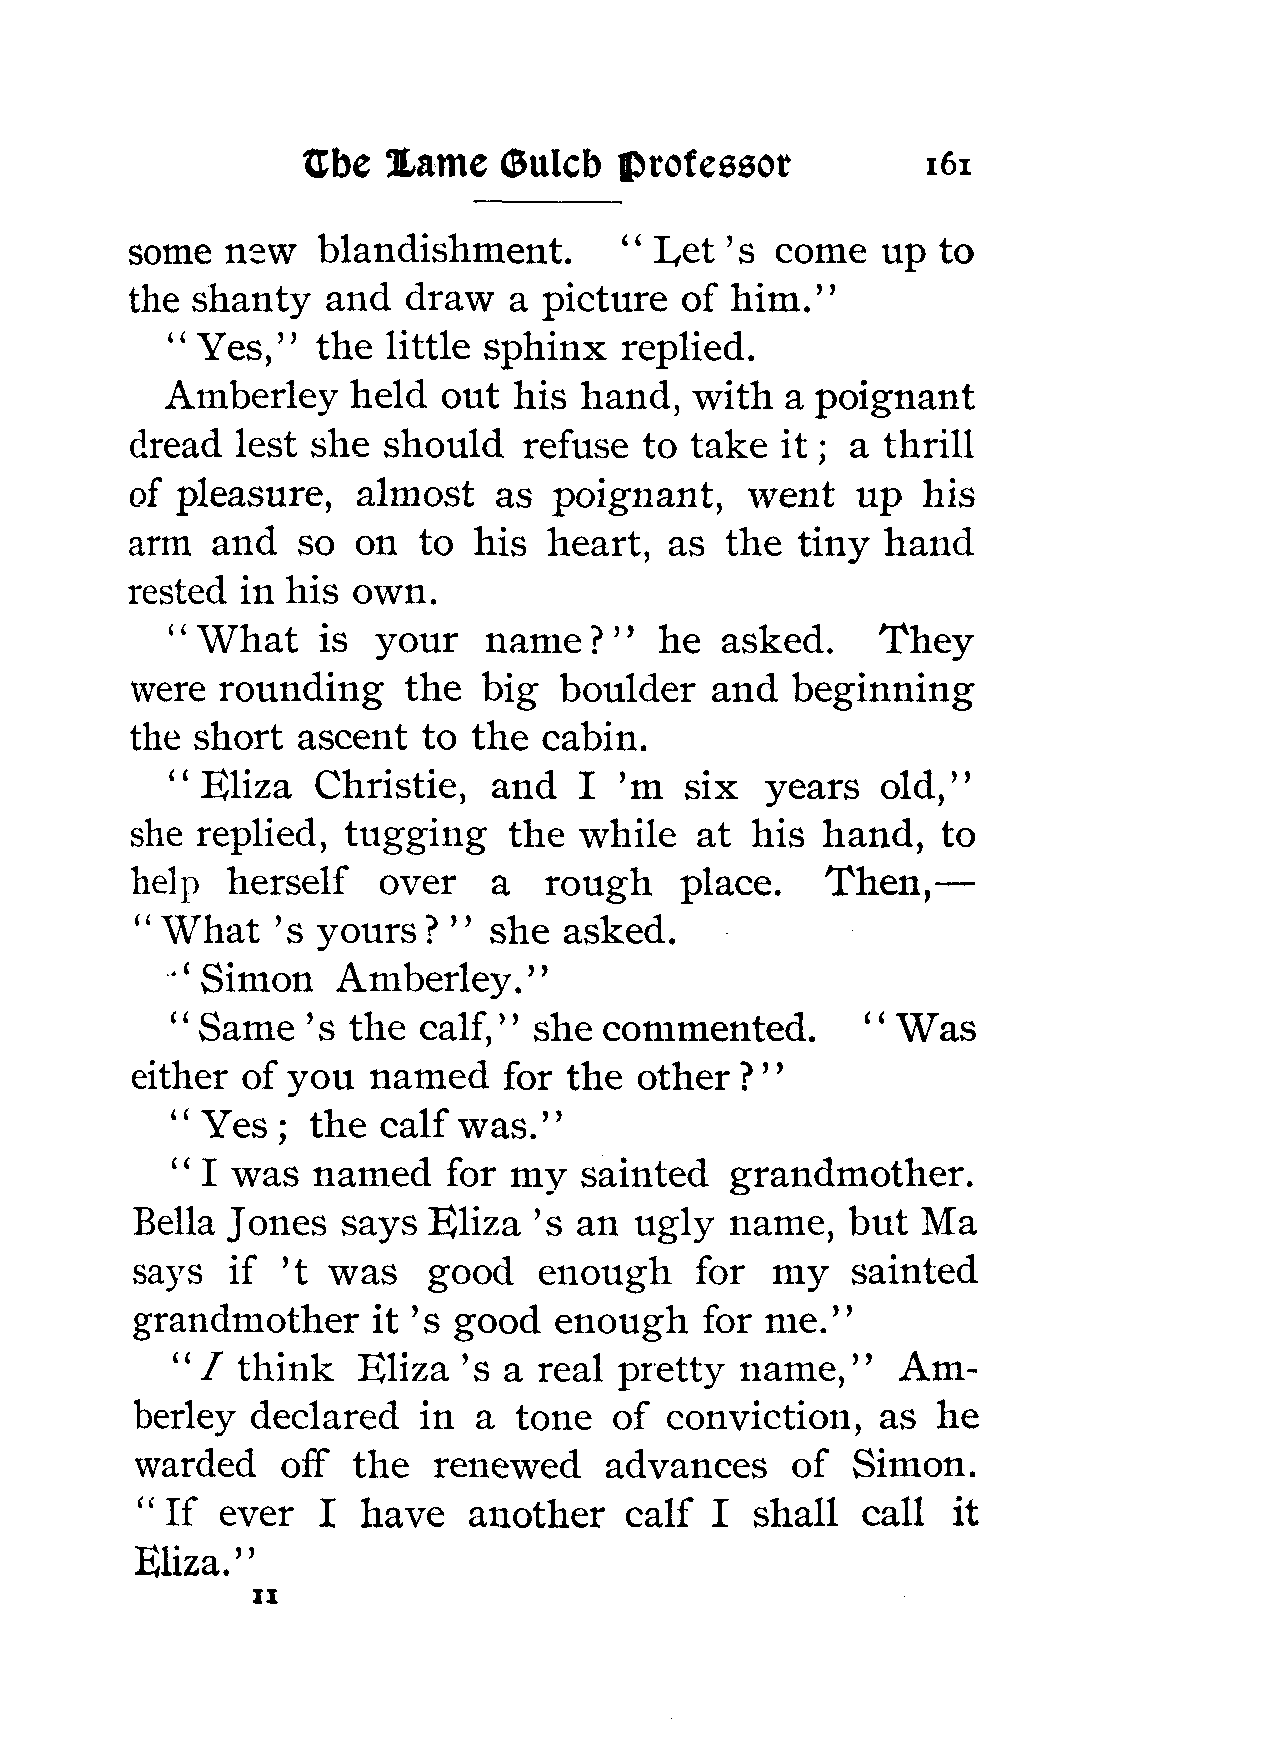 The Lame Gulch Professor 161
some new blandishment. "Let 's come up to
the shanty and draw a picture of him."
"Yes," the little sphinx replied.
Amberley held out his hand, with a poignant
dread lest she should refuse to take it; a thrill
of pleasure, almost as poignant, went up his
arm and so on to his heart, as the tiny hand
rested in his own.
"What is your name?" he asked. They
were rounding the big boulder and beginning
the short ascent to the cabin.
"Eliza Christie, and I 'm six years old,"
she replied, tugging the while at his hand, to
help herself over a rough place. Then,—
"What 's yours?" she asked.
"Simon Amberley."
"Same 's the calf," she commented. "Was
either of you named for the other?"
"Yes; the calf was."
"I was named for my sainted grandmother.
Bella Jones says Eliza 's an ugly name, but Ma
says if 't was good enough for my sainted
grandmother it 's good enough for me."
"I think Eliza 's a real pretty name," Am-
berley declared in a tone of conviction, as he
warded off the renewed advances of Simon.
"If ever I have another calf I shall call it
Eliza."
11